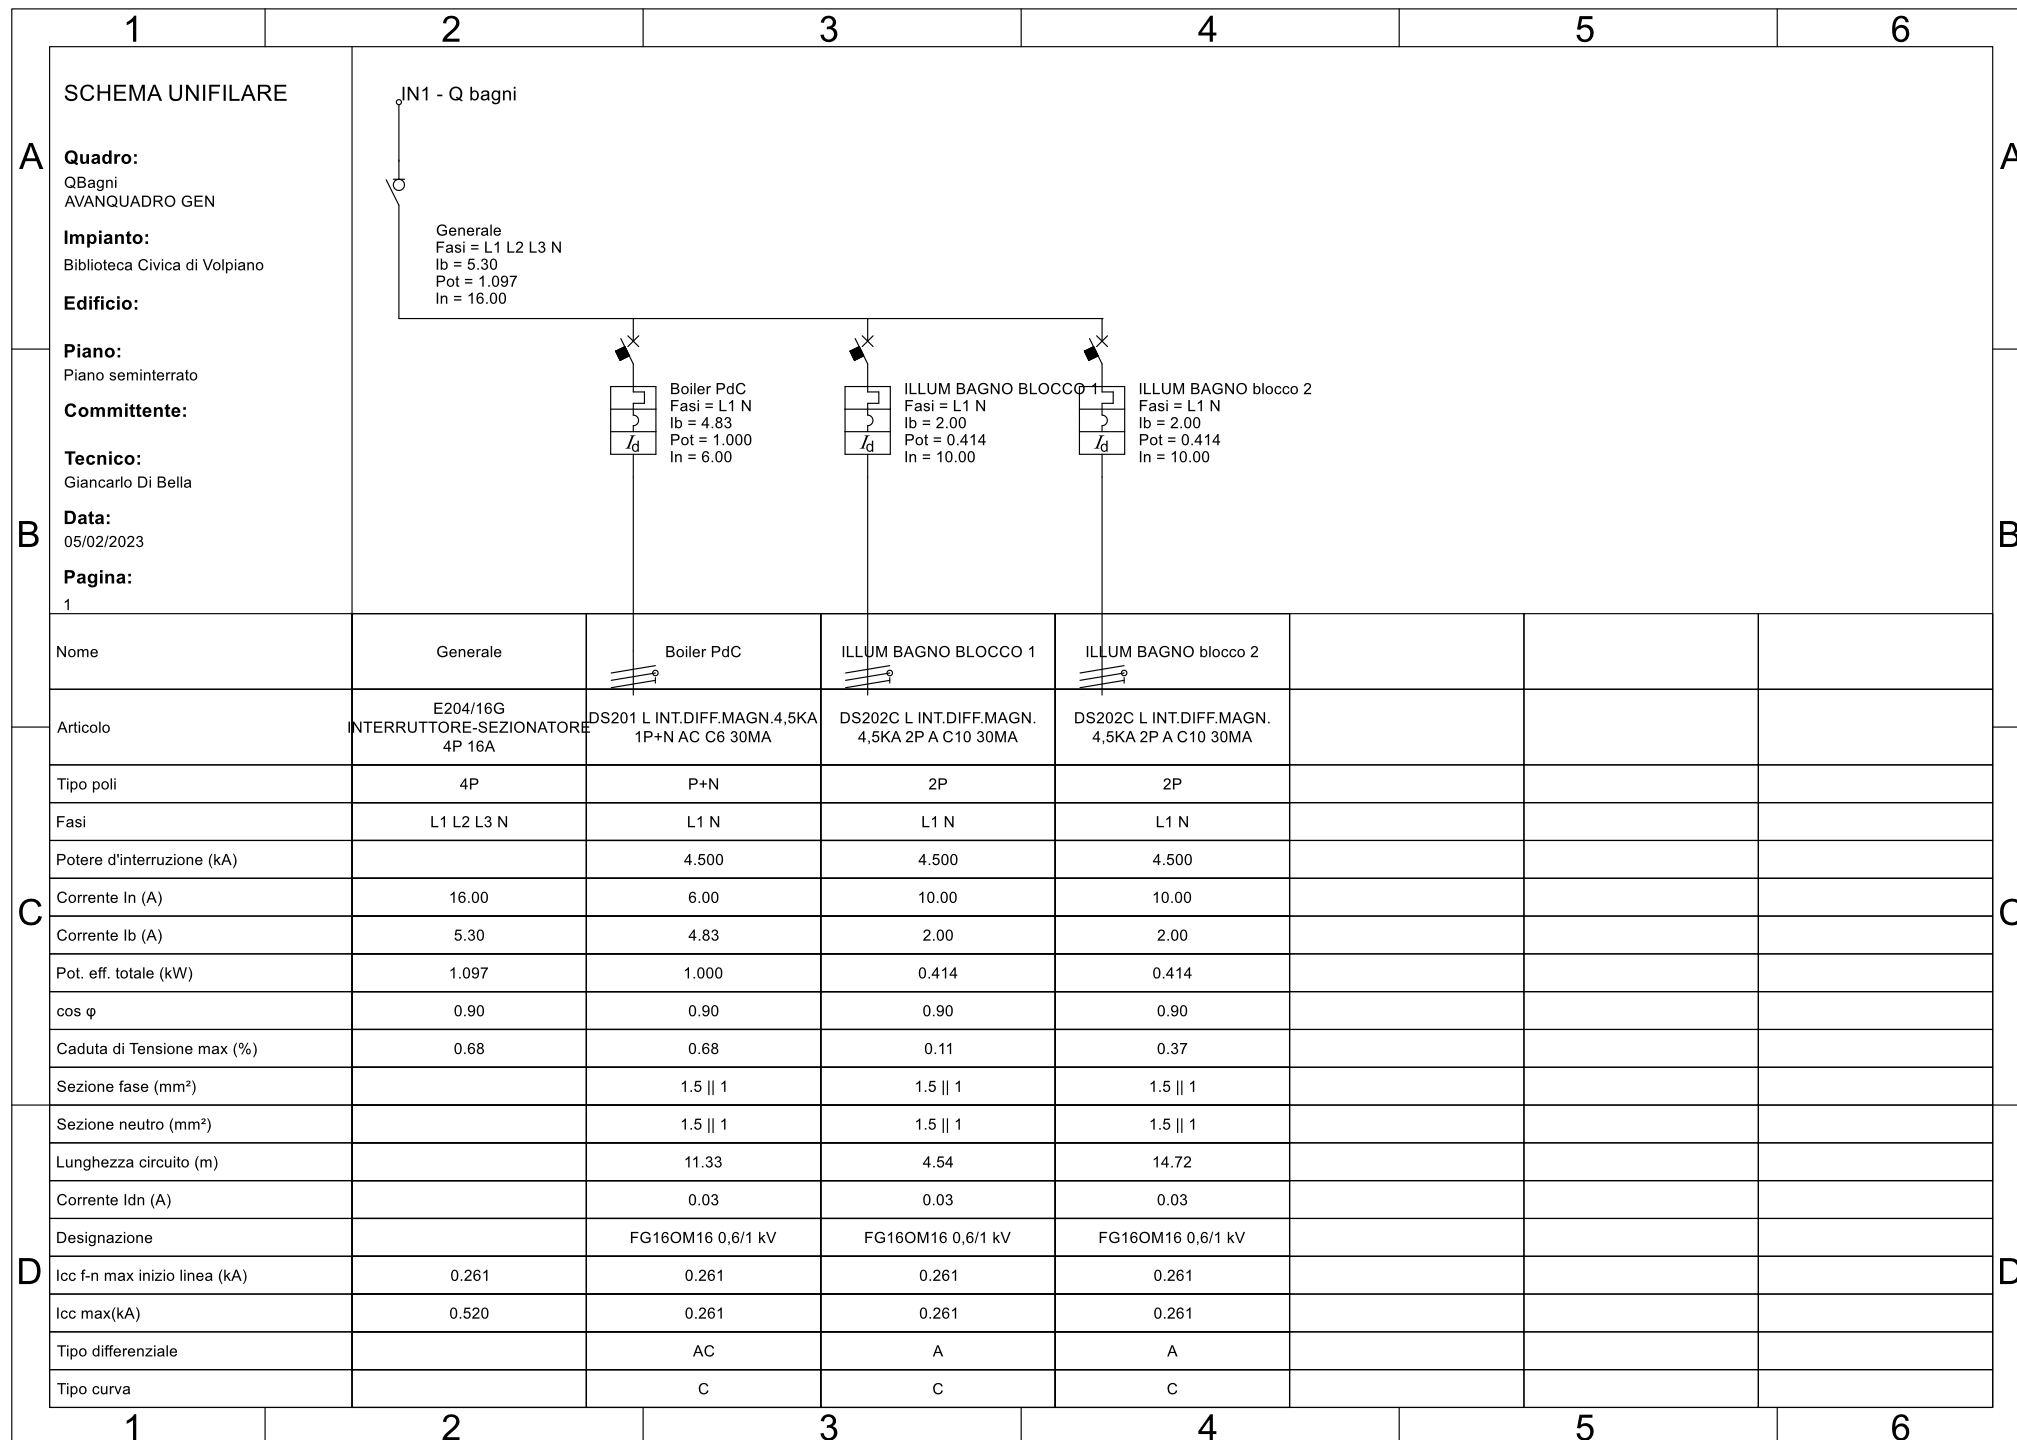 1 2 3 4 5 6
SCHEMA UNIFILARE
Quadro:
QBagni
AVANQUADRO GEN
Impianto:
Biblioteca Civica di Volpiano
Edificio:
Piano:
Piano seminterrato
Committente:
Tecnico:
Giancarlo Di Bella
Data:
05/02/2023
Pagina:
1
A
B
C
D
IN1 - Q bagni
Generale
Fasi = L1 L2 L3 N
Ib = 5.30
Pot = 1.097
In = 16.00
Id
Boiler PdC
Fasi = L1 N
Ib = 4.83
Pot = 1.000
In = 6.00
Id
ILLUM BAGNO BLOCCO 1
Fasi = L1 N
Ib = 2.00
Pot = 0.414
In = 10.00
Id
ILLUM BAGNO blocco 2
Fasi = L1 N
Ib = 2.00
Pot = 0.414
In = 10.00
A
B
C
D
Nome Generale Boiler PdC ILLUM BAGNO BLOCCO 1 ILLUM BAGNO blocco 2
Articolo
E204/16G
INTERRUTTORE-SEZIONATORE
4P 16A
DS201 L INT.DIFF.MAGN.4,5KA
1P+N AC C6 30MA
DS202C L INT.DIFF.MAGN.
4,5KA 2P A C10 30MA
DS202C L INT.DIFF.MAGN.
4,5KA 2P A C10 30MA
Tipo poli 4P P+N 2P 2P
Fasi L1 L2 L3 N L1 N L1 N L1 N
Potere d'interruzione (kA) 4.500 4.500 4.500
Corrente In (A) 16.00 6.00 10.00 10.00
Corrente Ib (A) 5.30 4.83 2.00 2.00
Pot. eff. totale (kW) 1.097 1.000 0.414 0.414
cos φ 0.90 0.90 0.90 0.90
Caduta di Tensione max (%) 0.68 0.68 0.11 0.37
Sezione fase (mm²) 1.5 || 1 1.5 || 1 1.5 || 1
Sezione neutro (mm²) 1.5 || 1 1.5 || 1 1.5 || 1
Lunghezza circuito (m) 11.33 4.54 14.72
Corrente Idn (A) 0.03 0.03 0.03
Designazione FG16OM16 0,6/1 kV FG16OM16 0,6/1 kV FG16OM16 0,6/1 kV
Icc f-n max inizio linea (kA) 0.261 0.261 0.261 0.261
Icc max(kA) 0.520 0.261 0.261 0.261
Tipo differenziale AC A A
Tipo curva C C C
1 2 3 4 5 6